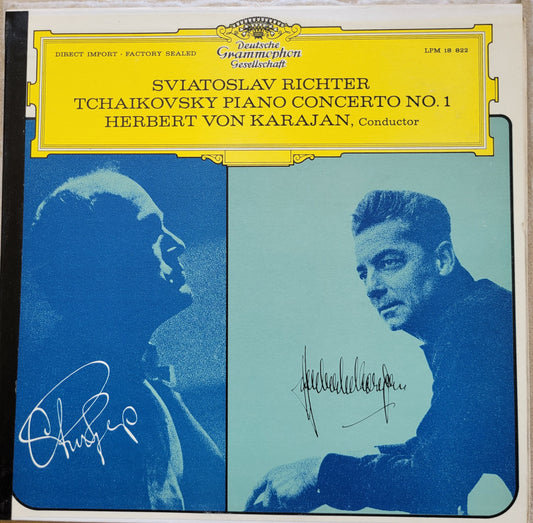 Deutsche
Grammophon
Gesellschaft
DIRECT IMPORT - FACTORY SEALED
LPM 18 822
SVIATOSLAV RICHTER
TCHAIKOVSKY PIANO CONCERTO NO. 1
HERBERT VON KARAJAN, Conductor